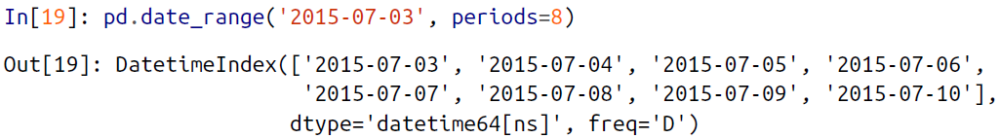 In[19]: pd.date_range('2015-07-03', periods=8)
Out[19]: DatetimeIndex(['2015-07-03', '2015-07-04', '2015-07-05', '2015-07-06',
'2015-07-07', '2015-07-08', '2015-07-09', '2015-07-10'],
dtype='datetime64[ns]', freq='D')